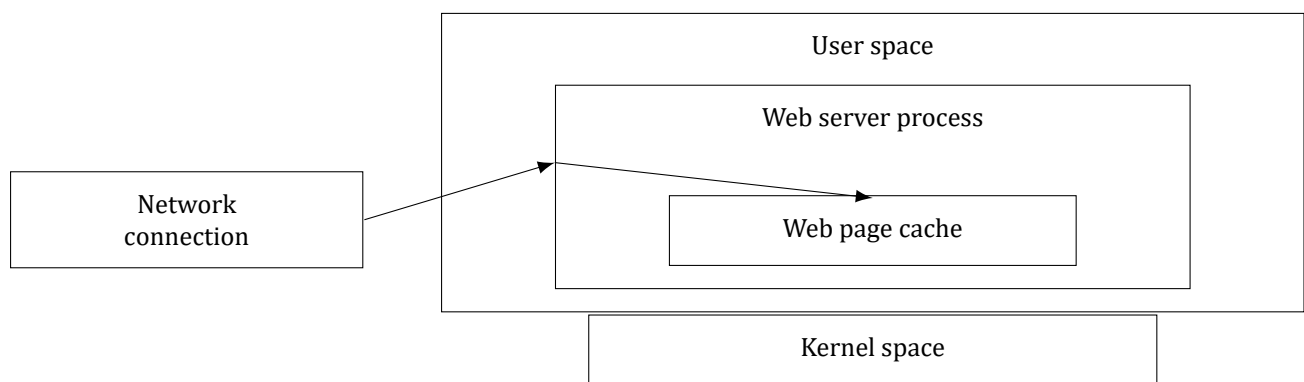 User space
Web server process
Network
connection
Web page cache
Kernel space